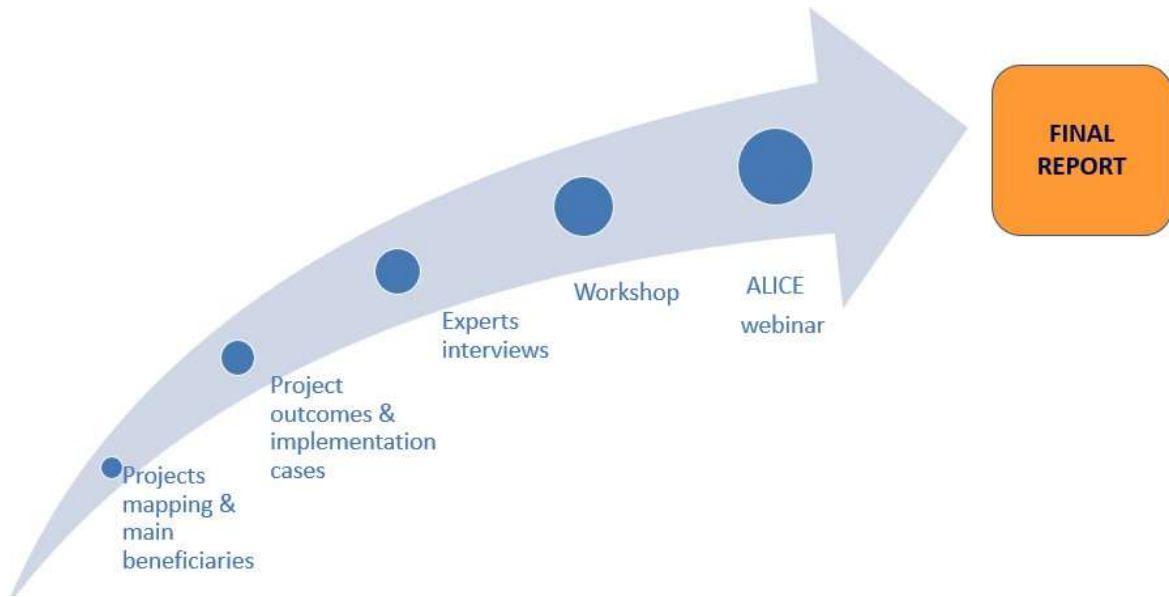 Projects
mapping &
main
beneficiaries
Project
outcomes &
implementation
cases
Experts
interviews
Workshop
ALICE
webinar
FINAL
REPORT